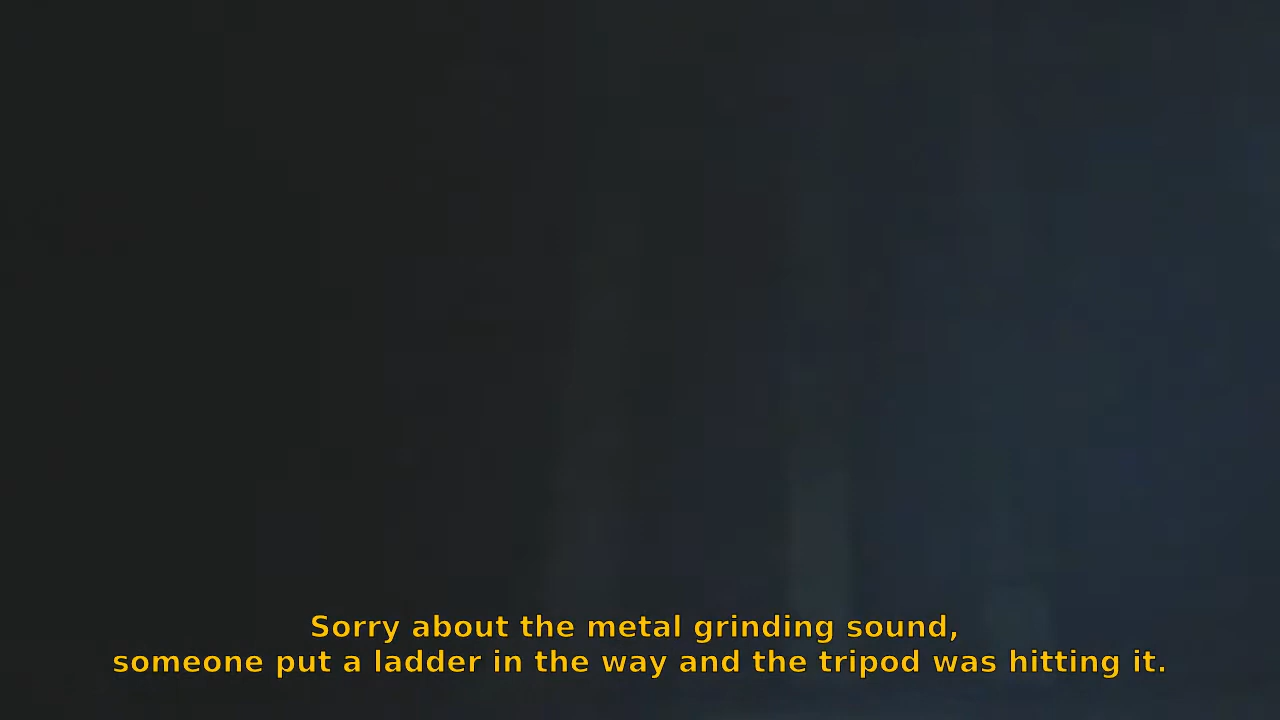 Sorry about the metal grinding sound,
someone put a ladder in the way and the tripod was hitting it.